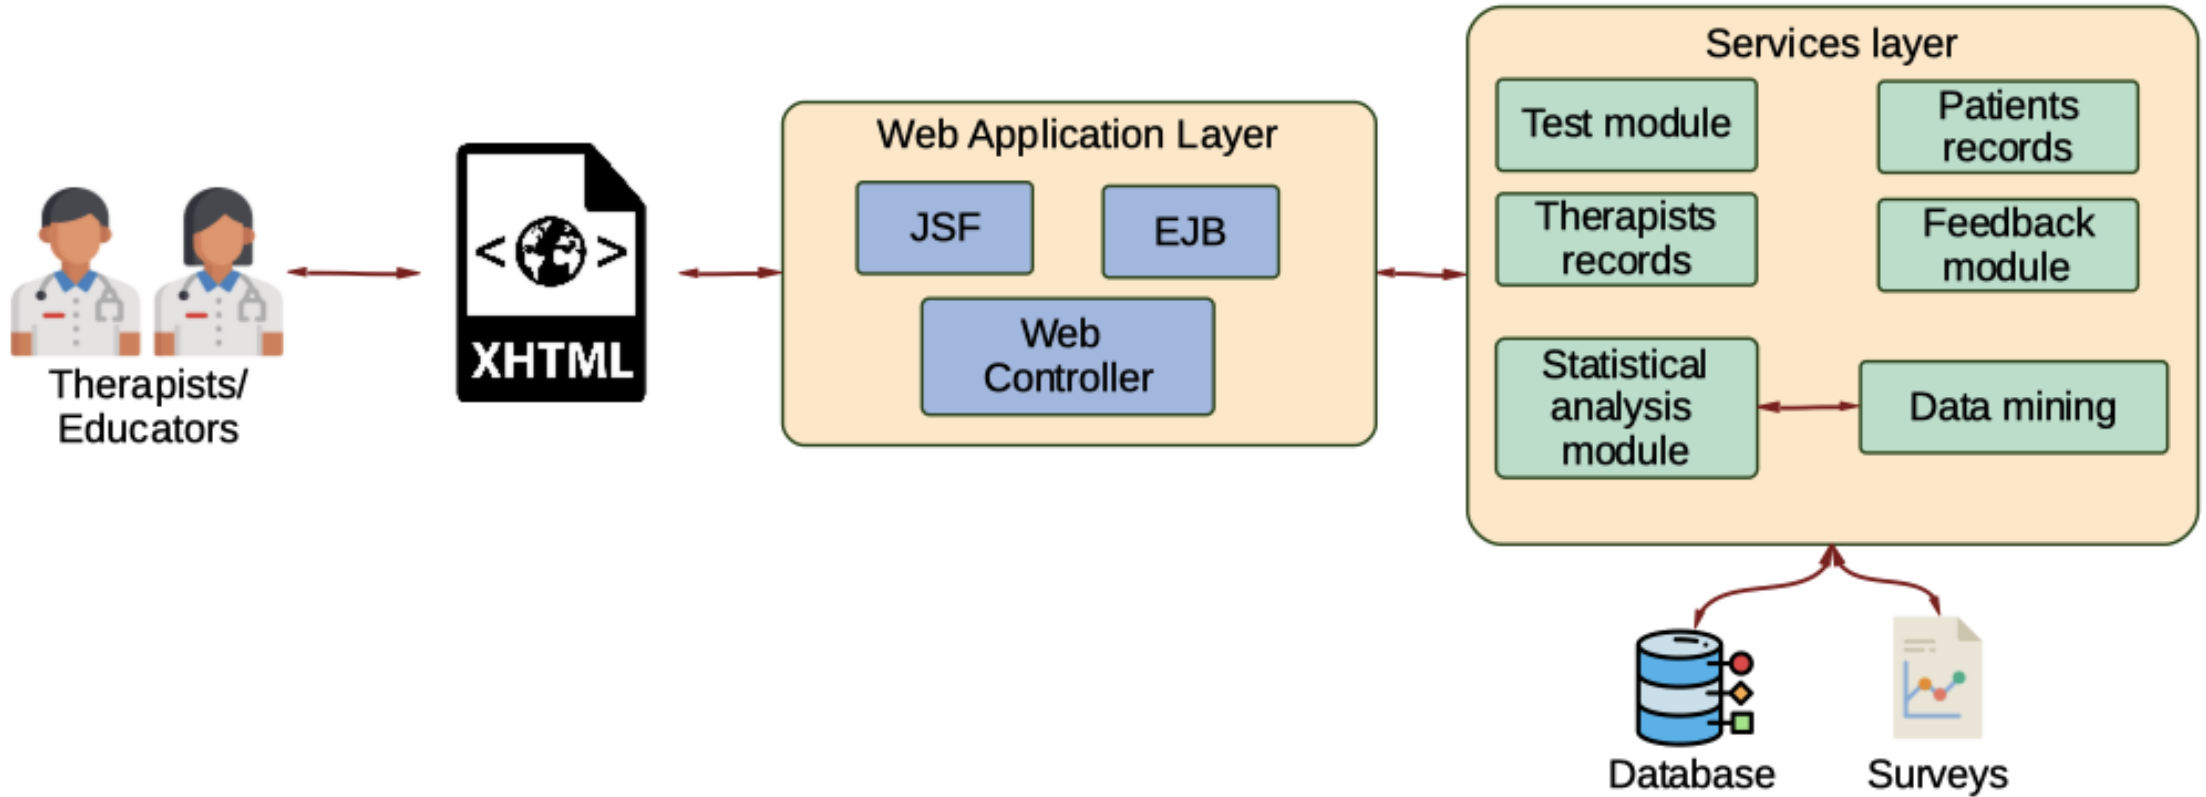 Therapists/
Educators
< >
XHTML
Web Application Layer
JSF
EJB
Web
Controller
Services layer
Test module
Patients
records
Therapists
records
Feedback
module
Statistical
analysis
module
Data mining
Database
Surveys